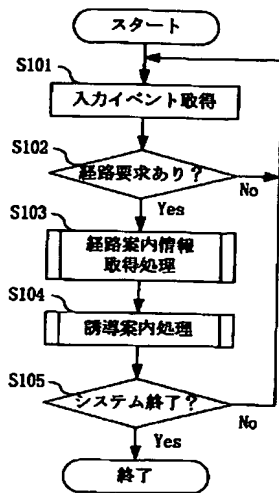 スタート
S101
入力イベント取得
S102
経路要求あり?
No
Yes
S103
経路案内情報
取得処理
S104
誘導案内処理
S105
システム終了?
No
Yes
終了